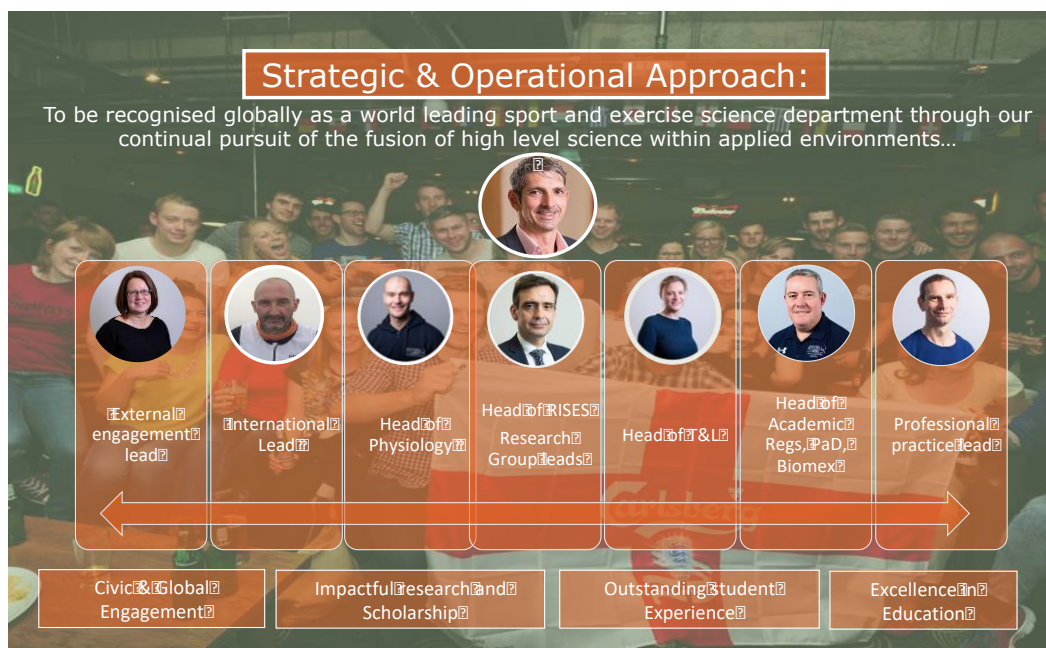 Strategic & Operational Approach:
To be recognised globally as a world leading sport and exercise science department through our
continual pursuit of the fusion of high level science within applied environments…
External
engagement
lead
International
Lead
Head of
Physiology
Head of RISES
Research
Group leads
Head of T&L
Head of
Academic
Regs, PaD,
Biomex
Professional
practice lead
Carlsberg
Civic & Global
Engagement
Impactful research and
Scholarship
Outstanding student
Experience
Excellence in
Education